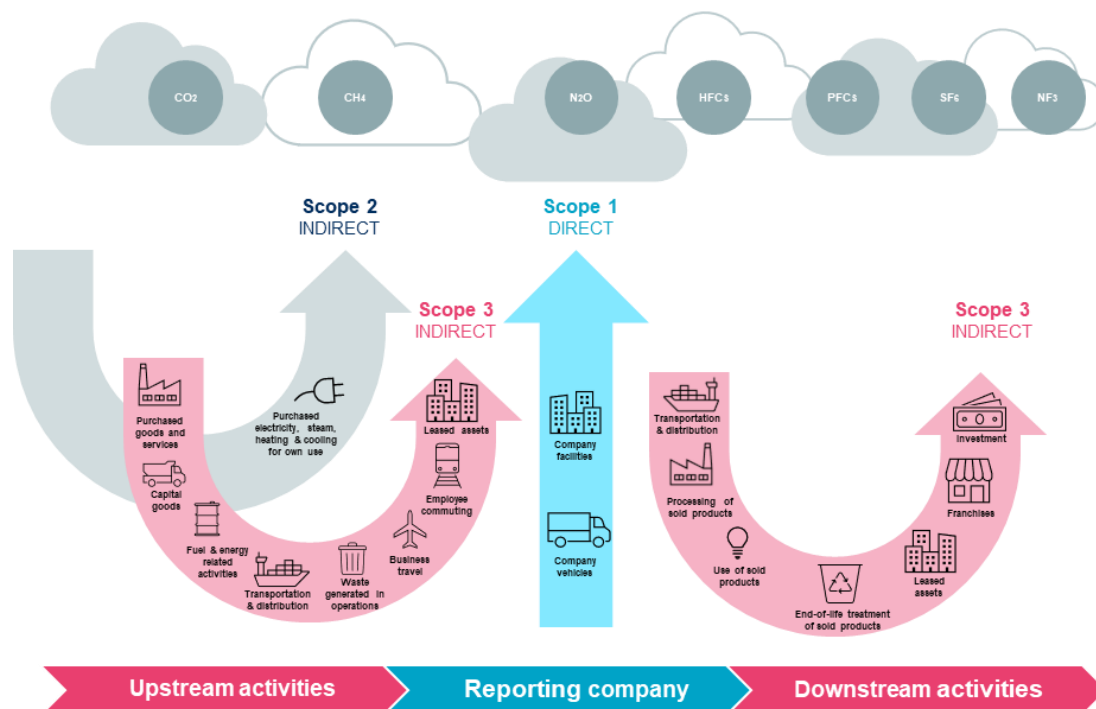 CO2
CH4
N2O
HFCS
PFCS
SF6
NF3
Scope 2
INDIRECT
Scope 1
DIRECT
Scope 3
INDIRECT
Scope 3
INDIRECT
Purchased
goods and
services
Capital
goods
Fuel & energy
related
activities
Transportation
& distribution
Waste
generated in
operations
Business
travel
Employee
commuting
Leased assets
Purchased
electricity, steam,
heating & cooling
for own use
Company
facilities
Company
vehicles
Transportation
& distribution
Processing of
sold products
Use of sold
products
End-of-life treatment
of sold products
Leased
assets
Franchises
Investment
Upstream activities
Reporting company
Downstream activities